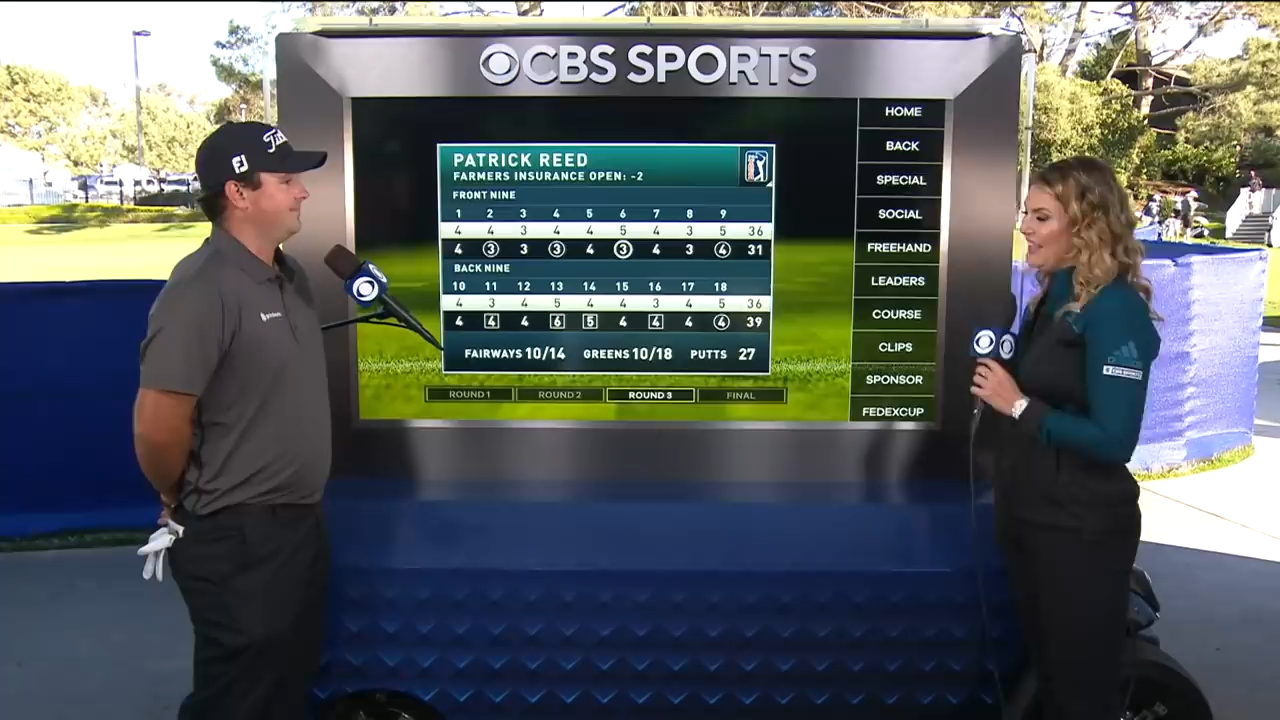 CBS SPORTS
PATRICK REED
FARMERS INSURANCE OPEN: -2
FRONT NINE
1 2 3 4 5 6 7 8 9
4 4 3 4 4 5 4 3 5 36
4 3 3 3 4 3 4 3 4 31
BACK NINE
10 11 12 13 14 15 16 17 18
4 3 4 5 4 4 3 4 5 36
4 4 4 6 5 4 4 4 4 39
FAIRWAYS 10/14 GREENS 10/18 PUTTS 27
ROUND 1 ROUND 2 ROUND 3 FINAL
HOME
BACK
SPECIAL
SOCIAL
FREEHAND
LEADERS
COURSE
CLIPS
SPONSOR
FEDEXCUP
Titleist
FJ
adidas
CBS SPORTS